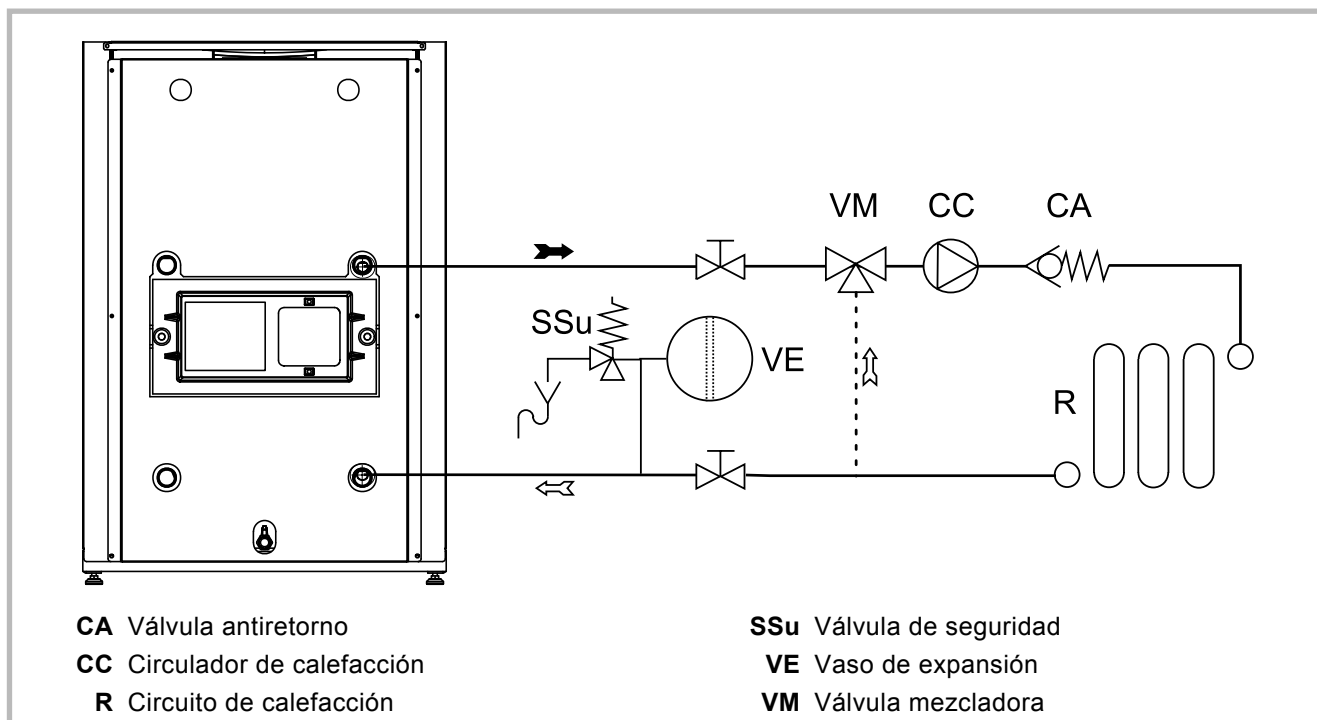 VM CC CA
SSu
VE
R
CA Válvula antiretorno
CC Circulador de calefacción
R Circuito de calefacción
SSu Válvula de seguridad
VE Vaso de expansión
VM Válvula mezcladora